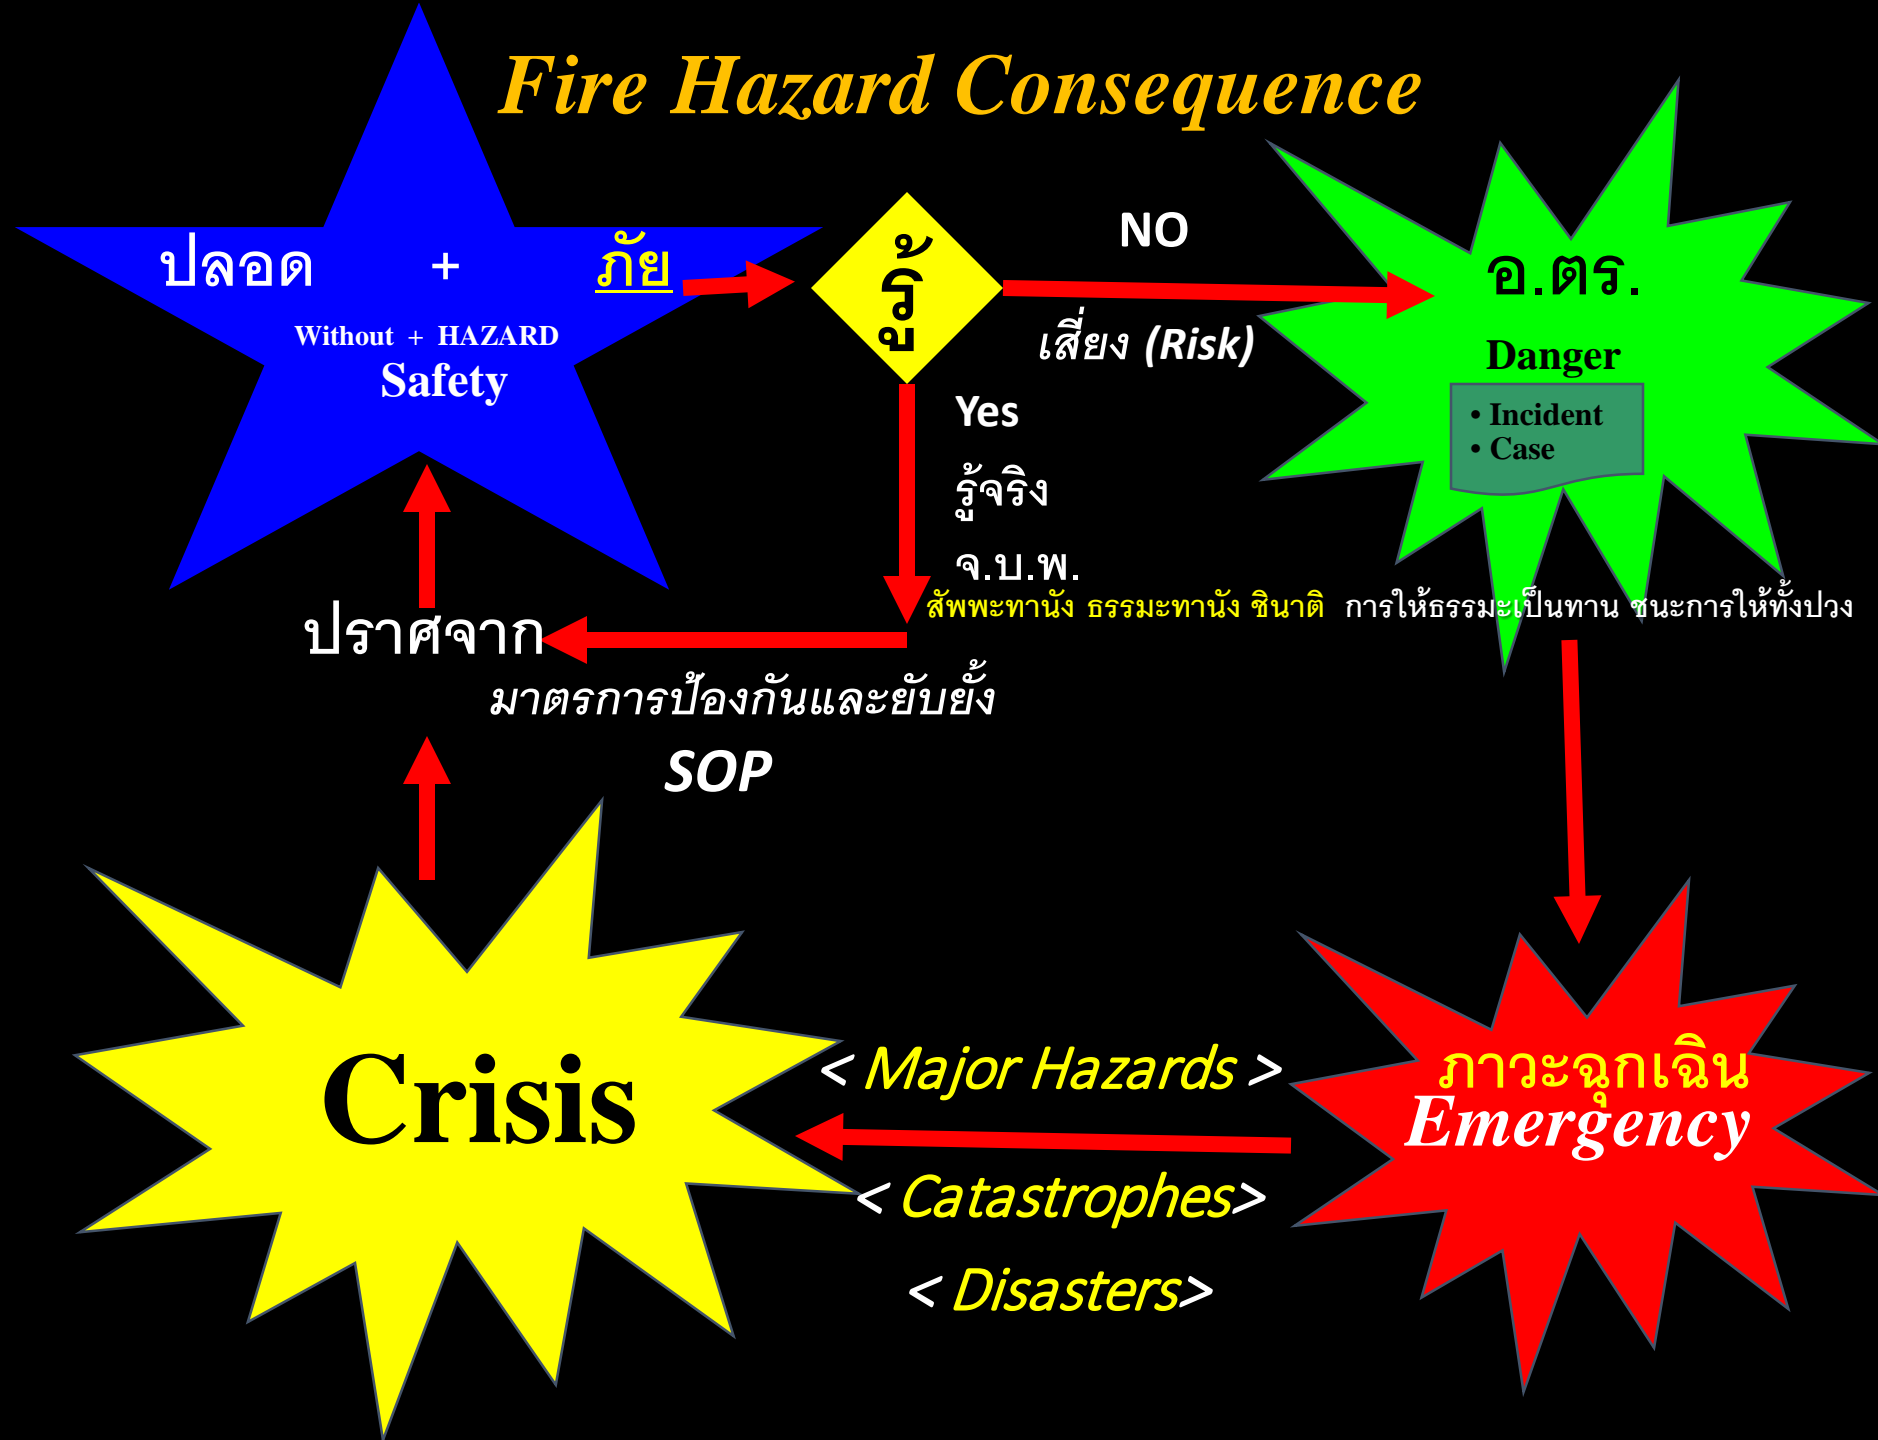 Fire Hazard Consequence
ปลอด + ภัย
Without + HAZARD
Safety
รู้
NO
เสี่ยง (Risk)
อ.ตร.
Danger
• Incident
• Case
Yes
รู้จริง
จ.บ.พ.
สัพพะทานัง ธรรมะทานัง ชินาติ การให้ธรรมะเป็นทาน ชนะการให้ทั้งปวง
ปราศจาก
มาตรการป้องกันและยับยั้ง
SOP
Crisis
< Major Hazards >
< Catastrophes>
< Disasters>
ภาวะฉุกเฉิน
Emergency